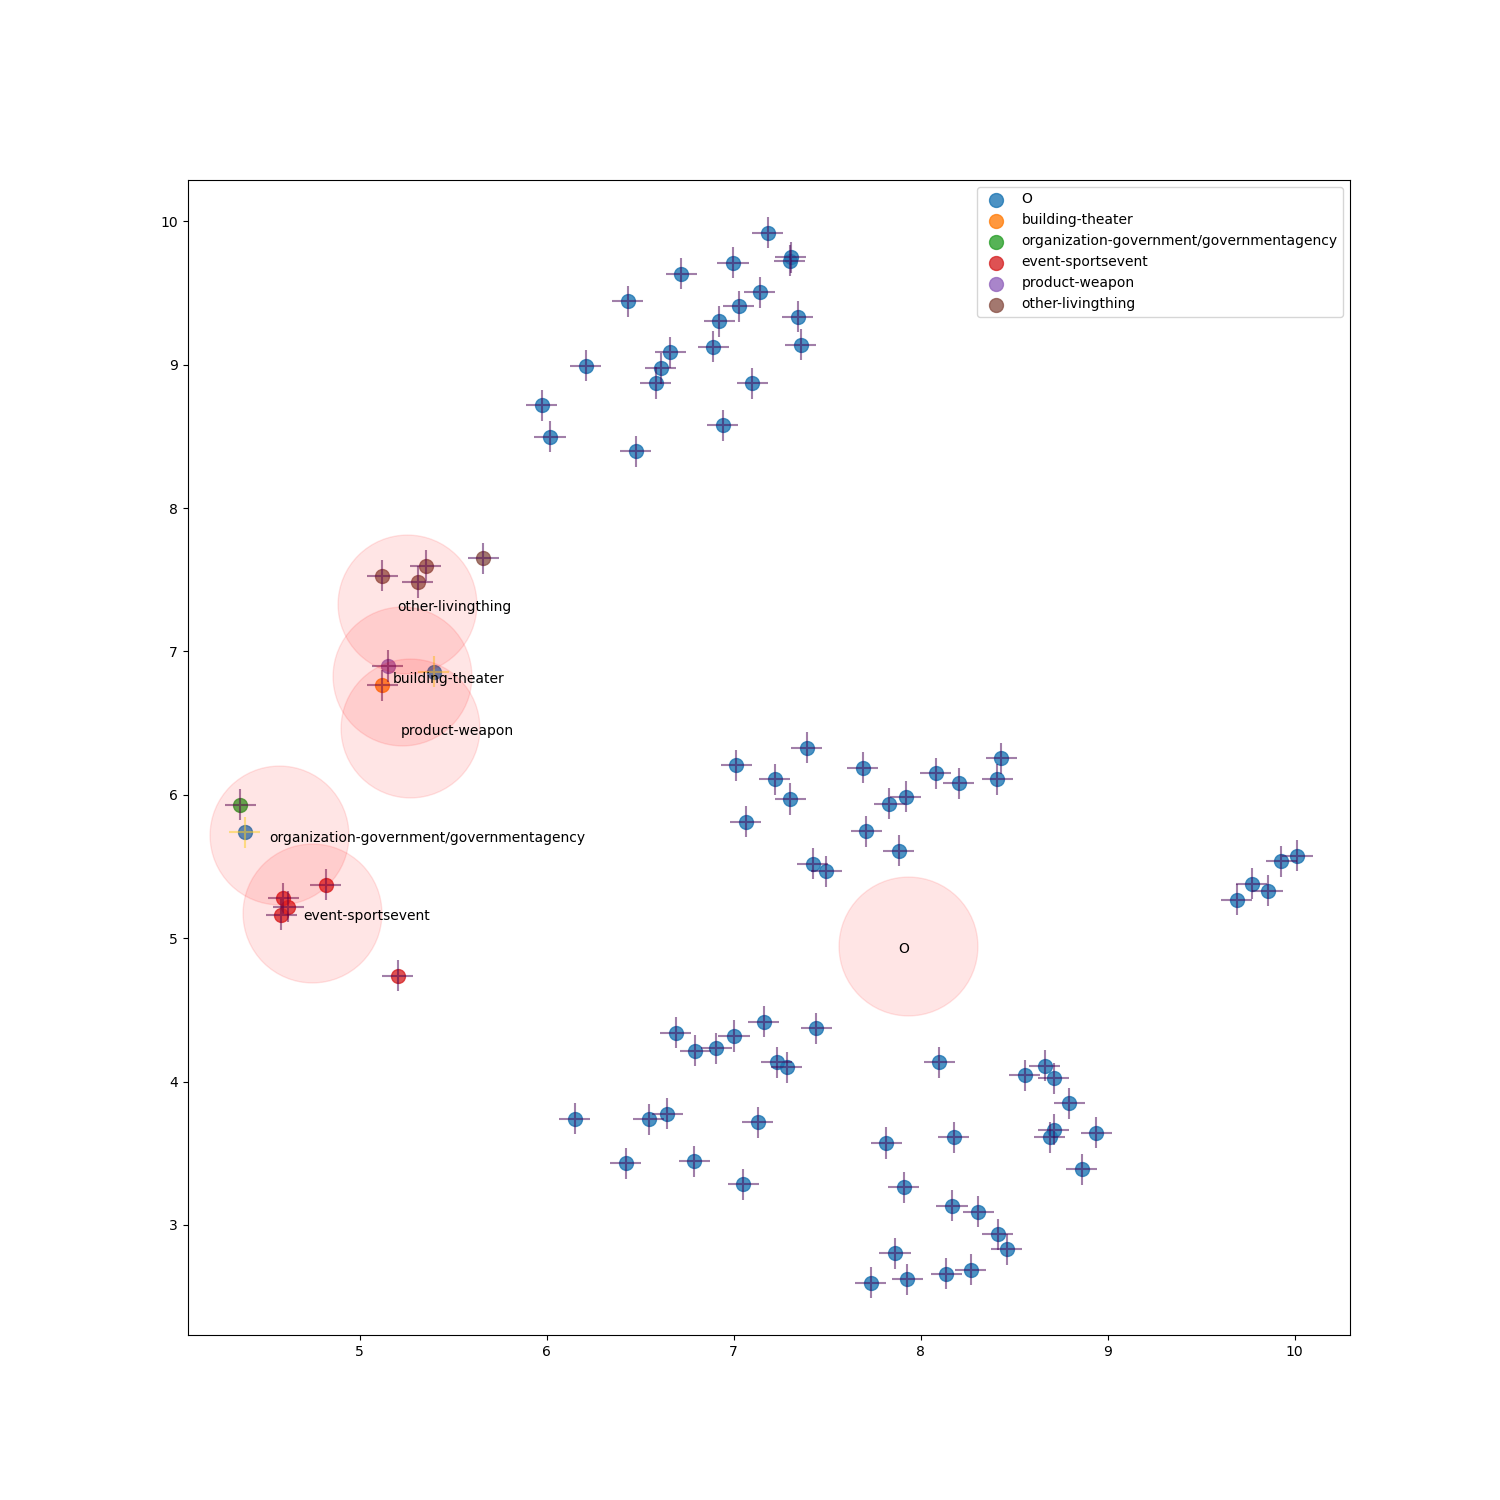 O
building-theater
organization-government/governmentagency
event-sportsevent
product-weapon
other-livingthing
10
9
8
7
6
5
4
3
other-livingthing
building-theater
product-weapon
organization-government/governmentagency
event-sportsevent
O
5 6 7 8 9 10